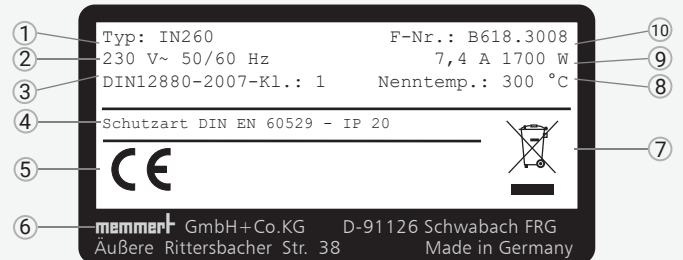 ① Typ: IN260 F-Nr.: B618.3008 ⑩
② 230 V~ 50/60 Hz 7,4 A 1700 W ⑨
③ DIN12880-2007-Kl.: 1 Nenntemp.: 300 °C ⑧
④ Schutzart DIN EN 60529 - IP 20
⑤ CE ⑦
⑥ memmert GmbH+Co.KG D-91126 Schwabach FRG
Äußere Rittersbacher Str. 38 Made in Germany